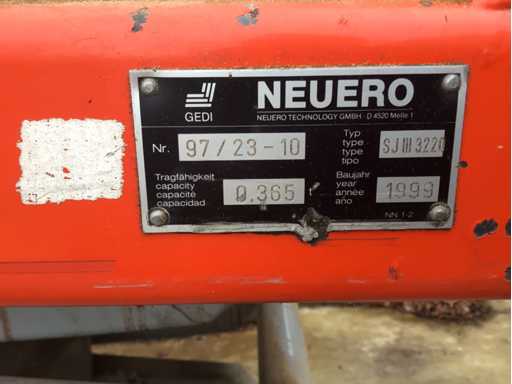 GEDI
NEUERO
NEUERO TECHNOLOGY GMBH · D 4520 Melle 1
Nr. 97/23-10
Typ
type
type
tipo
SJ III 3220
Tragfähigkeit
capacity
capacité
capacidad
0.365
Baujahr
year
année
año
1999
NN 1-2